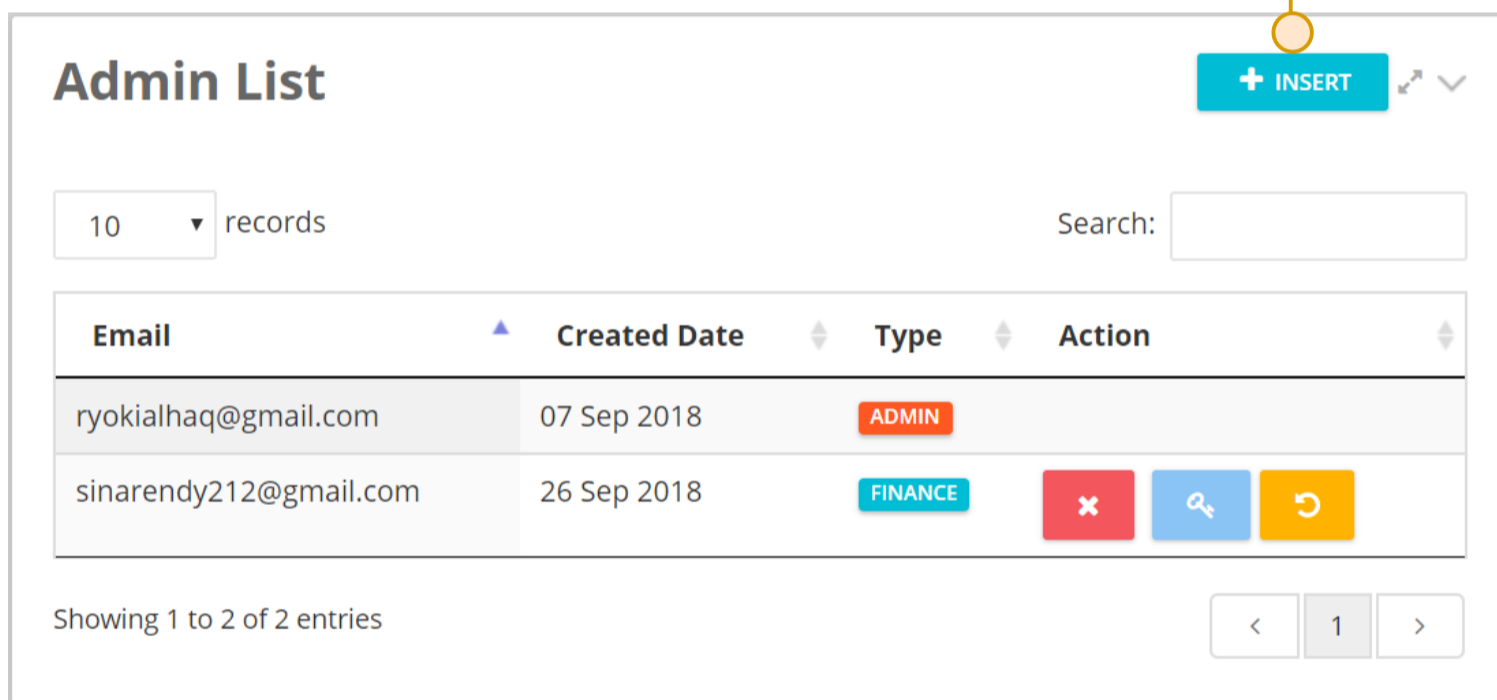 Admin List
INSERT
10 records
Search:
Email Created Date Type Action
ryokialhaq@gmail.com 07 Sep 2018 ADMIN
sinarendy212@gmail.com 26 Sep 2018 FINANCE
Showing 1 to 2 of 2 entries
1